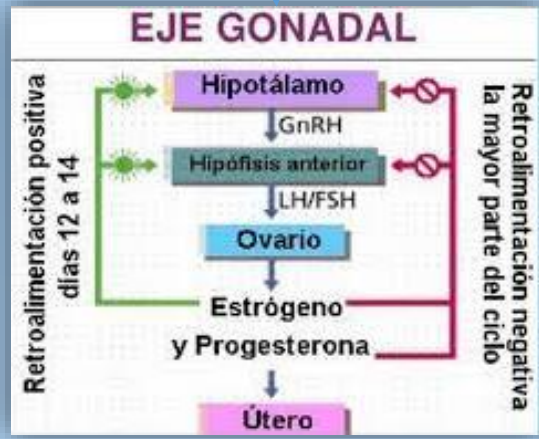 EJE GONADAL
Retroalimentación positiva
días 12 a 14
Hipotálamo
GnRH
Hipófisis anterior
LH/FSH
Ovario
Estrógeno
y Progesterona
Útero
Retroalimentación negativa
la mayor parte del ciclo